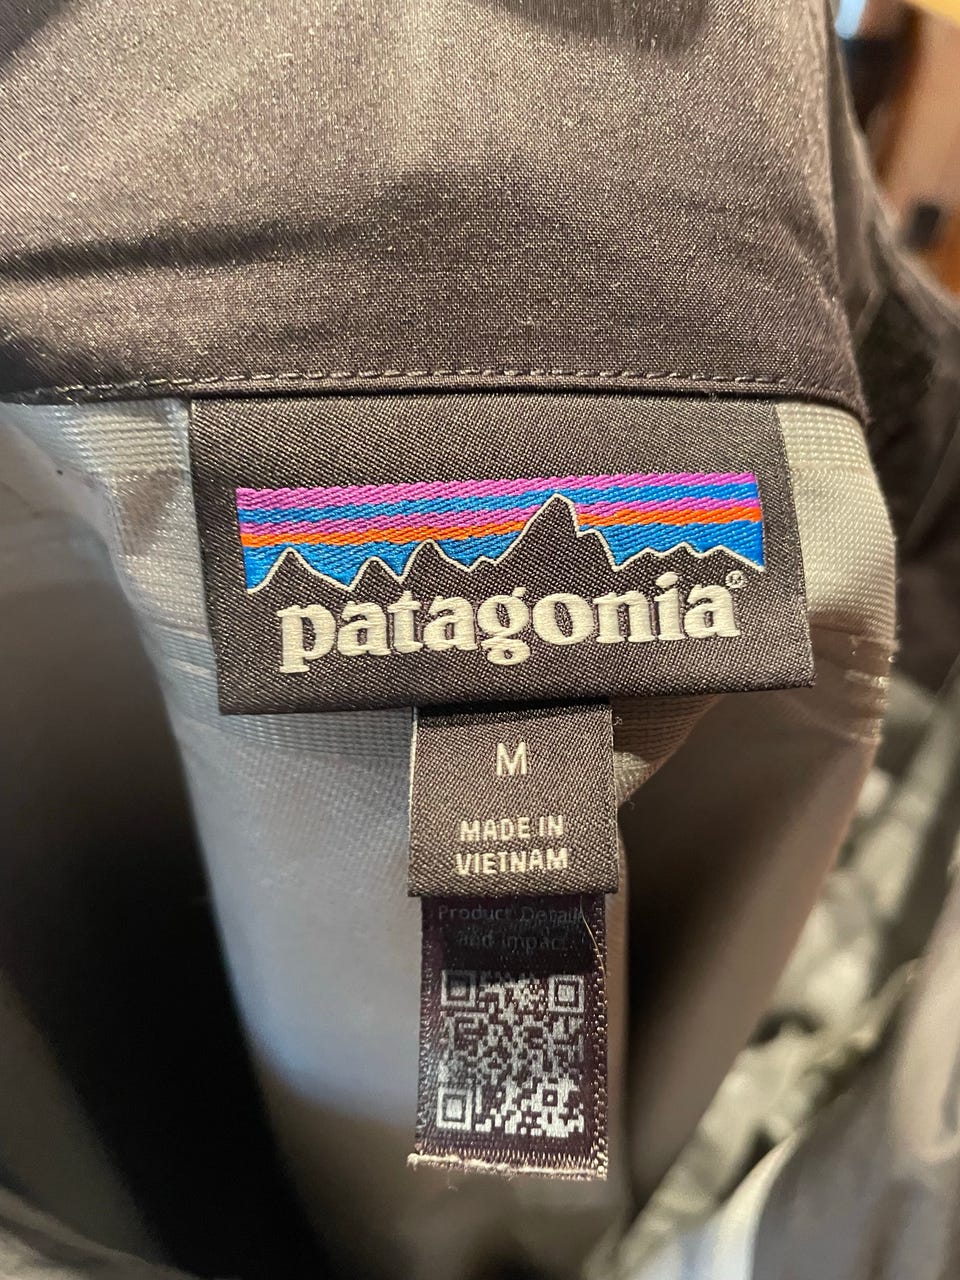 patagonia®
M
MADE IN
VIETNAM
Product Details
and impact